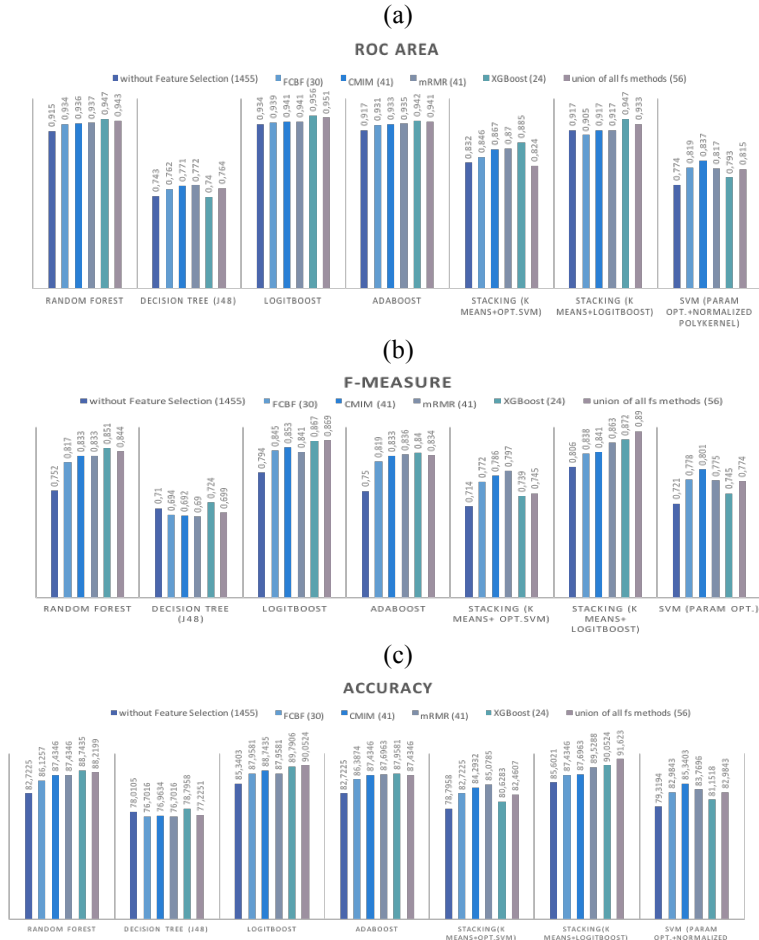 (a)
ROC AREA
without Feature Selection (1455) FCBF (30) CMIM (41) mRMR (41) XGBoost (24) union of all fs methods (56)
0,915 0,934 0,936 0,937 0,947 0,943
0,743 0,762 0,771 0,772 0,74 0,764
0,934 0,939 0,941 0,941 0,956 0,951
0,917 0,931 0,933 0,935 0,942 0,941
0,832 0,846 0,867 0,87 0,885 0,824
0,917 0,905 0,917 0,917 0,947 0,933
0,774 0,819 0,837 0,817 0,793 0,815
RANDOM FOREST
DECISION TREE (J48)
LOGITBOOST
ADABOOST
STACKING (K
MEANS+OPT.SVM)
STACKING (K
MEANS+LOGITBOOST)
SVM (PARAM
OPT.+NORMALIZED
POLYKERNEL)
(b)
F-MEASURE
without Feature Selection (1455) FCBF (30) CMIM (41) mRMR (41) XGBoost (24) union of all fs methods (56)
0,752 0,817 0,833 0,833 0,851 0,844
0,71 0,694 0,692 0,69 0,724 0,699
0,794 0,845 0,853 0,841 0,867 0,869
0,75 0,819 0,833 0,836 0,84 0,834
0,714 0,772 0,786 0,797 0,739 0,745
0,806 0,838 0,841 0,863 0,872 0,89
0,721 0,778 0,801 0,775 0,745 0,774
RANDOM FOREST
DECISION TREE
(J48)
LOGITBOOST
ADABOOST
STACKING (K
MEANS+ OPT.SVM)
STACKING (K
MEANS+
LOGITBOOST)
SVM (PARAM OPT.)
(c)
ACCURACY
without Feature Selection (1455) FCBF (30) CMIM (41) mRMR (41) XGBoost (24) union of all fs methods (56)
82,7225 86,1257 87,4346 87,4346 88,7435 88,2199
78,0105 76,7016 76,9634 76,7016 78,7958 77,2251
85,3403 87,9581 88,7435 87,9581 89,7906 90,0524
82,7225 86,3874 87,4346 87,6963 87,9581 87,4346
78,7958 82,7225 84,2932 85,0785 80,6283 82,4607
85,6021 87,4346 87,6963 89,5288 90,0524 91,623
79,3194 82,9843 85,3403 83,7696 81,1518 82,9843
RANDOM FOREST
DECISION TREE (J48)
LOGITBOOST
ADABOOST
STACKING(K
MEANS+OPT.SVM)
STACKING(K
MEANS+LOGITBOOST)
SVM (PARAM
OPT.+NORMALIZED